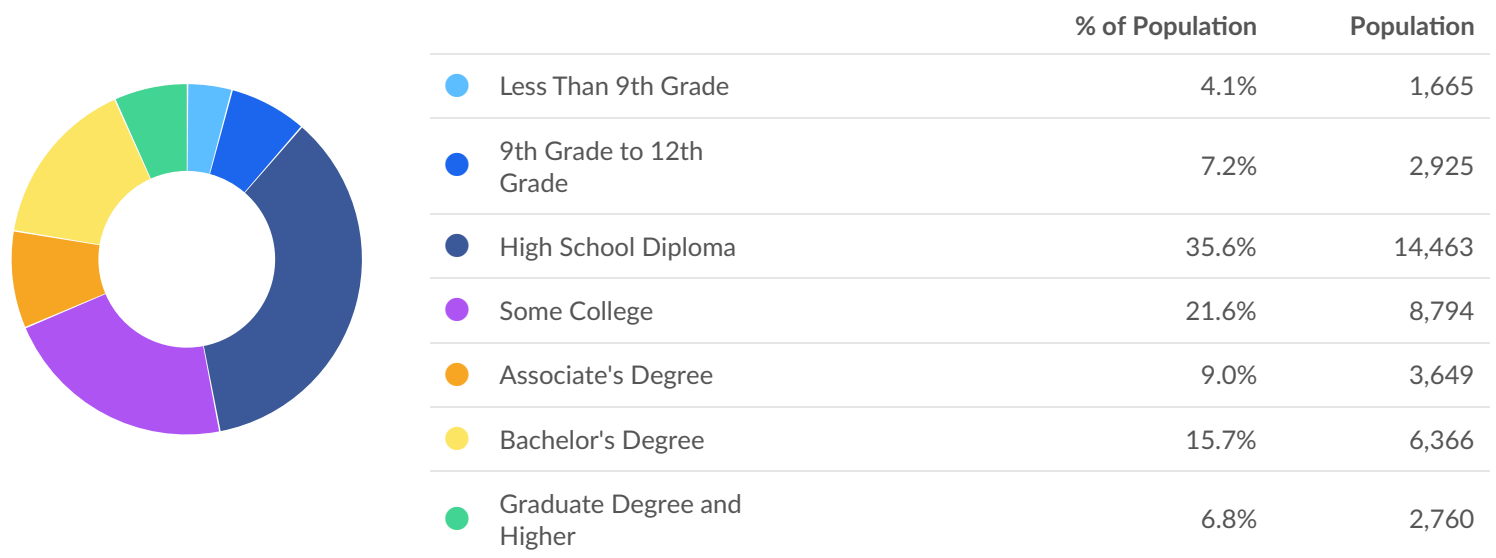 % of Population Population
Less Than 9th Grade 4.1% 1,665
9th Grade to 12th
Grade 7.2% 2,925
High School Diploma 35.6% 14,463
Some College 21.6% 8,794
Associate's Degree 9.0% 3,649
Bachelor's Degree 15.7% 6,366
Graduate Degree and
Higher 6.8% 2,760